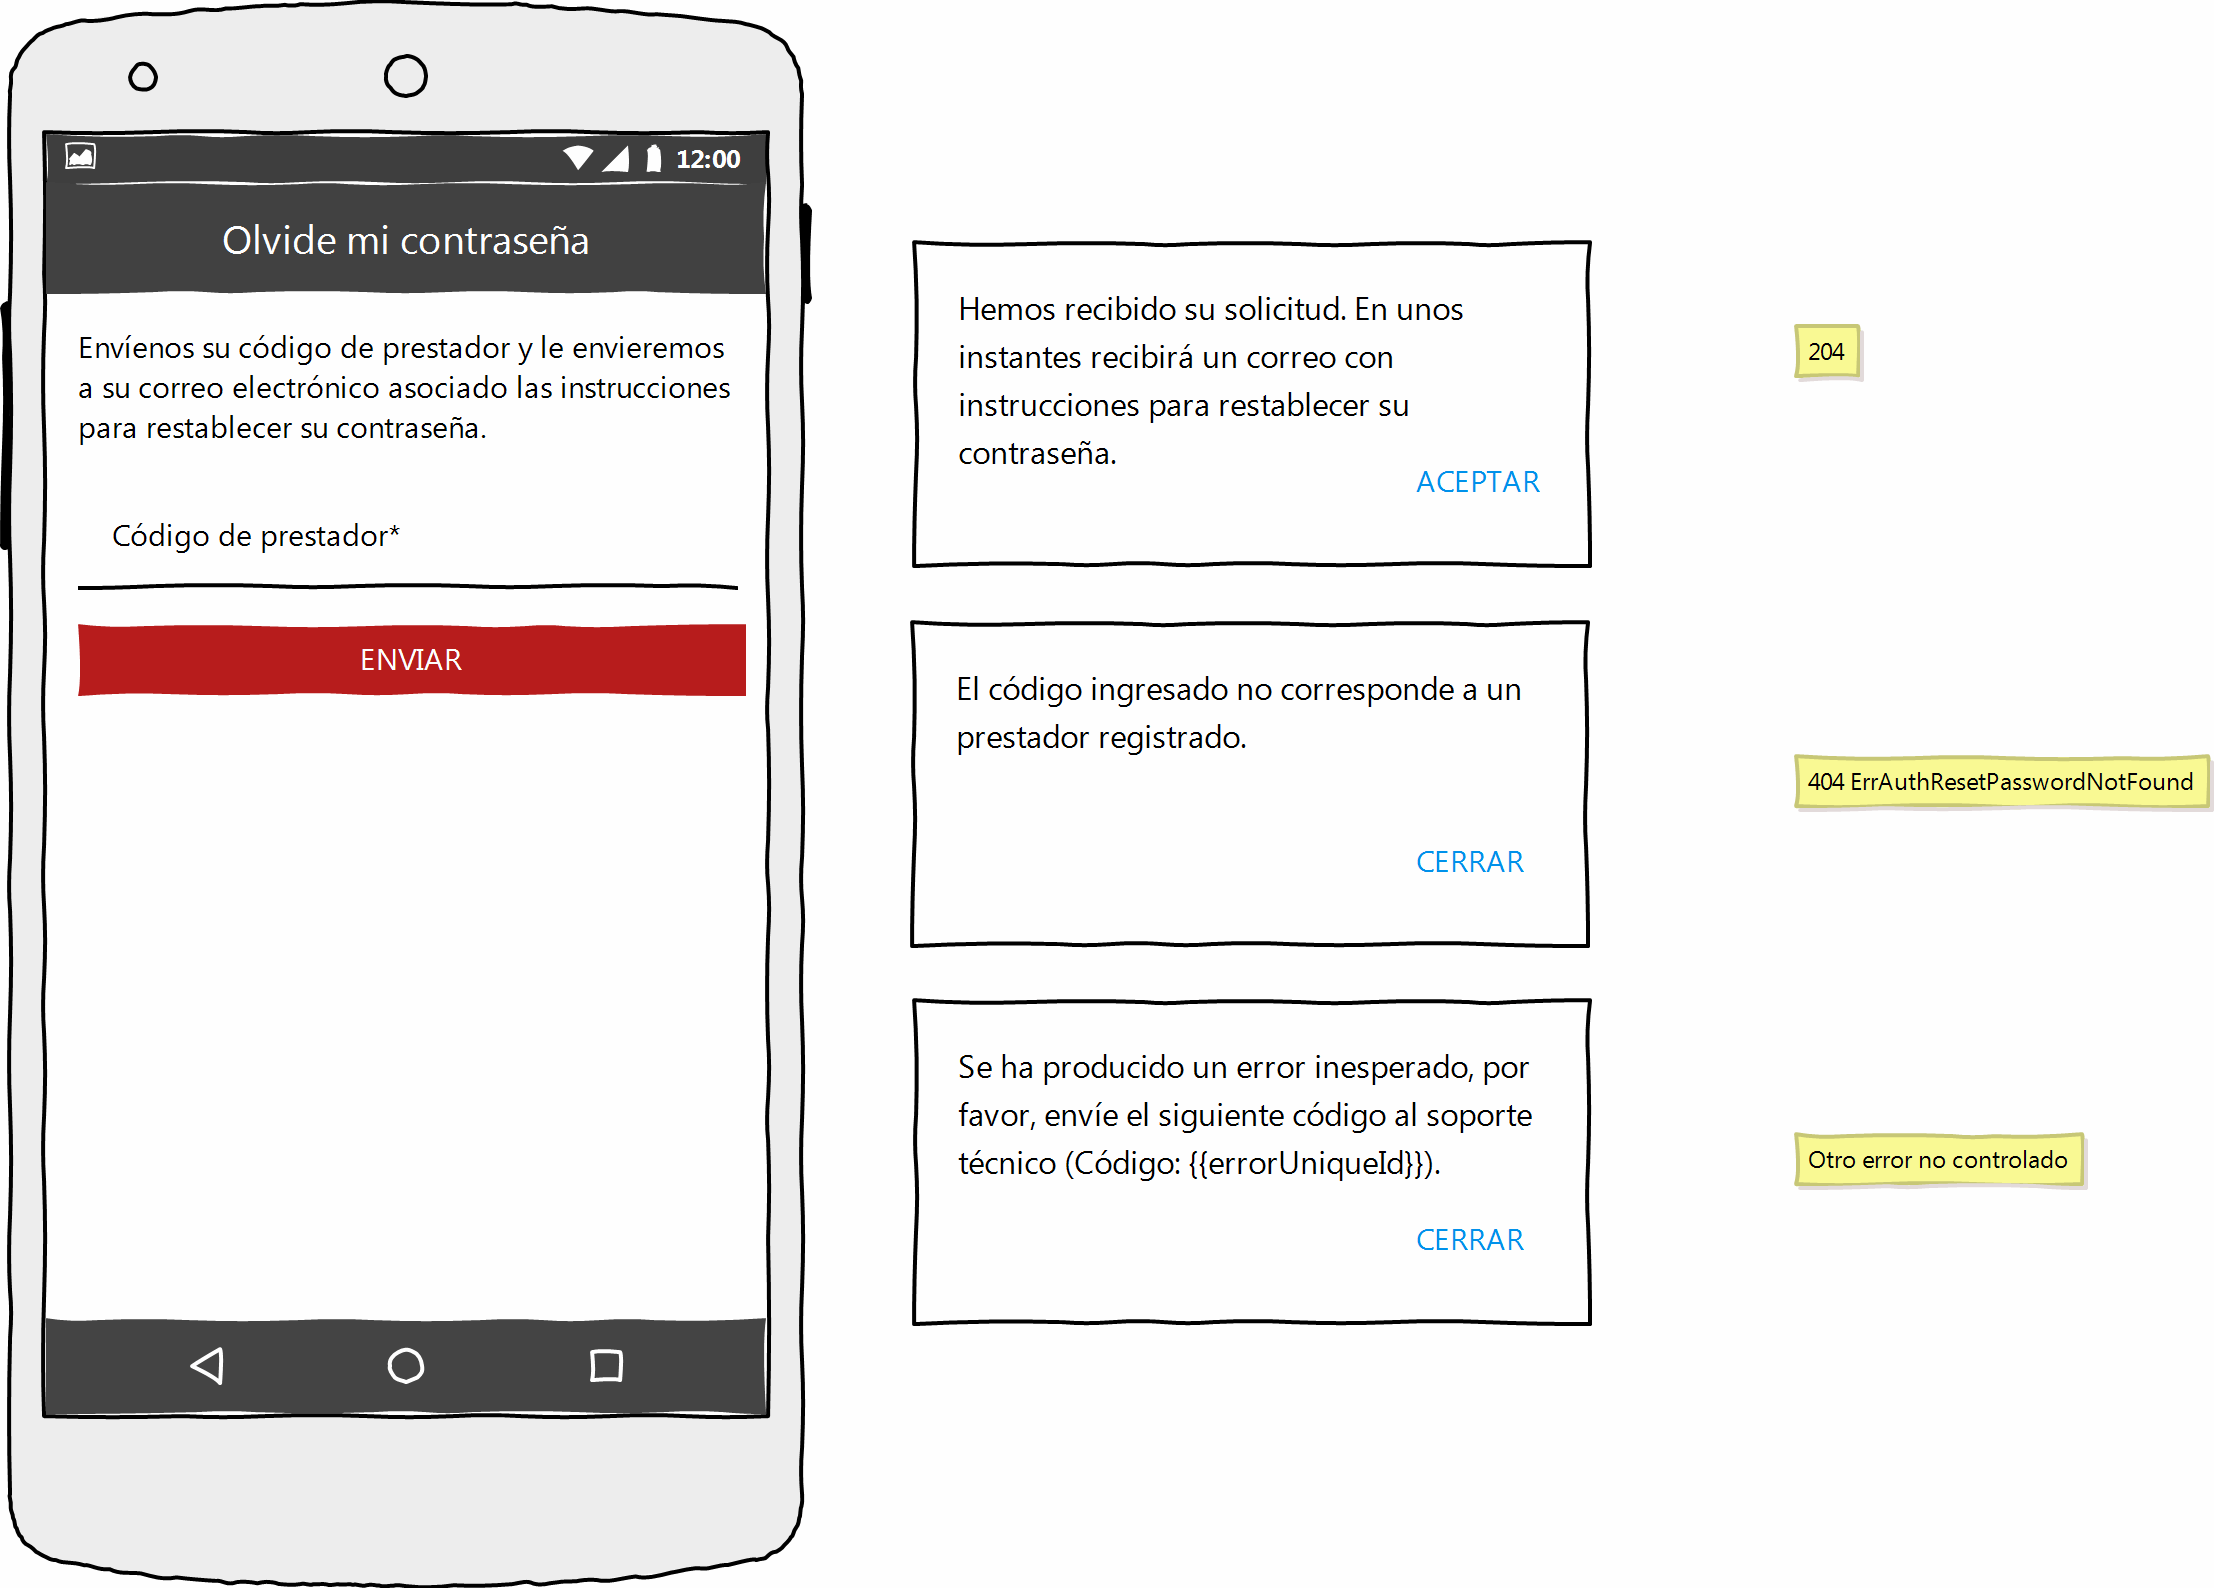 12:00
Olvide mi contraseña
Envíenos su código de prestador y le envieremos
a su correo electrónico asociado las instrucciones
para restablecer su contraseña.
Código de prestador*
ENVIAR
Hemos recibido su solicitud. En unos
instantes recibirá un correo con
instrucciones para restablecer su
contraseña.
ACEPTAR
204
El código ingresado no corresponde a un
prestador registrado.
CERRAR
404 ErrAuthResetPasswordNotFound
Se ha producido un error inesperado, por
favor, envíe el siguiente código al soporte
técnico (Código: {{errorUniqueId}}).
CERRAR
Otro error no controlado